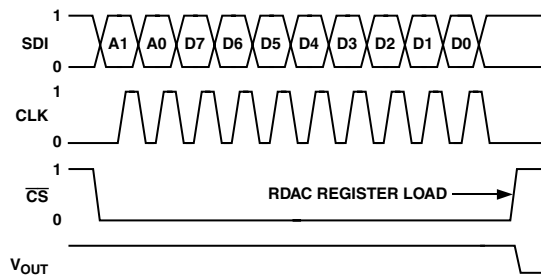 1
SDI A1 A0 D7 D6 D5 D4 D3 D2 D1 D0
0
1
CLK
0
1
CS RDAC REGISTER LOAD
0
VOUT